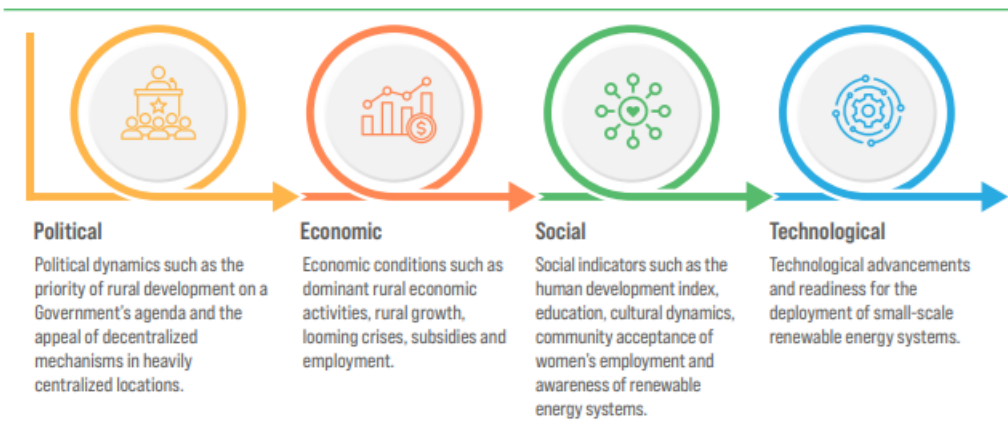 Political
Political dynamics such as the
priority of rural development on a
Government's agenda and the
appeal of decentralized
mechanisms in heavily
centralized locations.
Economic
Economic conditions such as
dominant rural economic
activities, rural growth,
looming crises, subsidies and
employment.
Social
Social indicators such as the
human development index,
education, cultural dynamics,
community acceptance of
women's employment and
awareness of renewable
energy systems.
Technological
Technological advancements
and readiness for the
deployment of small-scale
renewable energy systems.